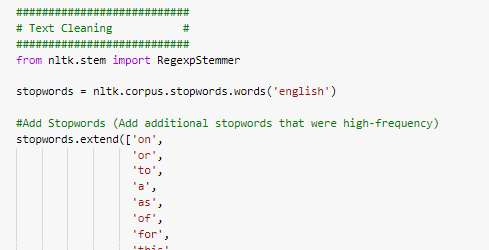 ###########################
# Text Cleaning           #
###########################
from nltk.stem import RegexpStemmer
stopwords = nltk.corpus.stopwords.words('english')
#Add Stopwords (Add additional stopwords that were high-frequency)
stopwords.extend(['on',
'or',
'to',
'a',
'as',
'of',
'for',
'this'